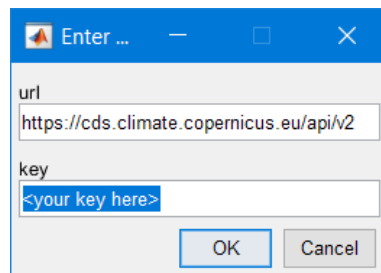 Enter ...
url
https://cds.climate.copernicus.eu/api/v2
key
<your key here>
OK Cancel